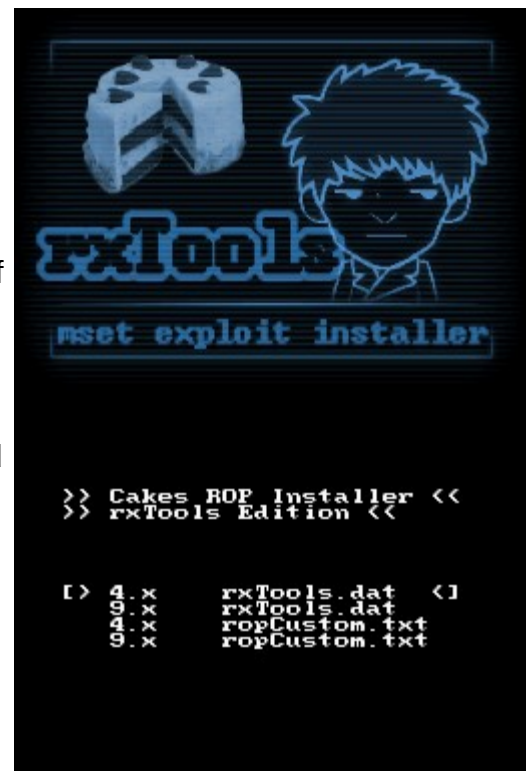 rxTools
mset exploit installer
f
>> Cakes ROP Installer <<
>> rxTools Edition <<
[> 4.x rxTools.dat <]
9.x rxTools.dat
4.x ropCustom.txt
9.x ropCustom.txt